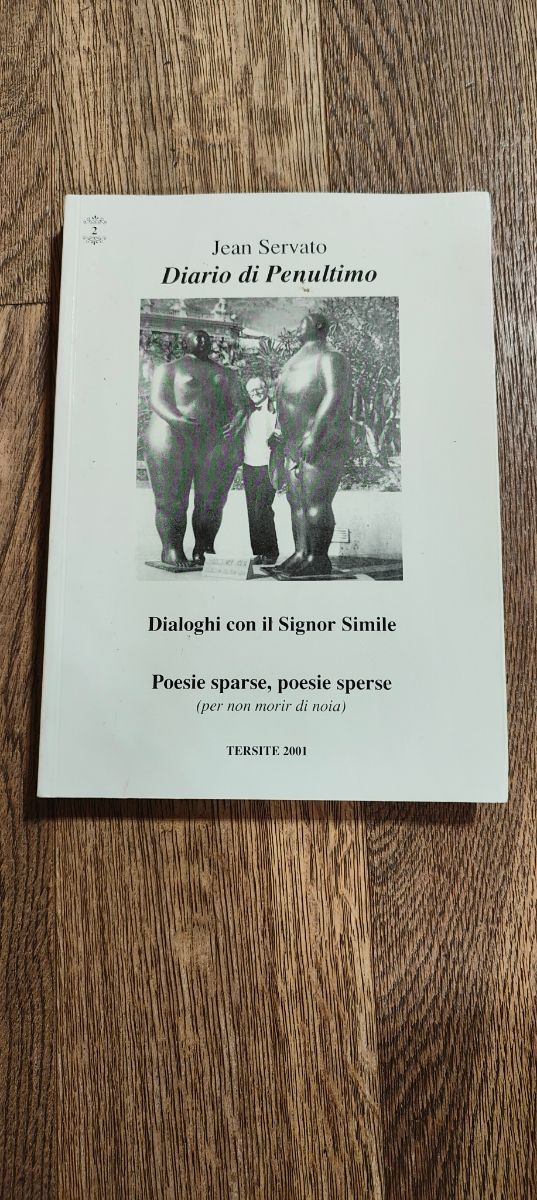 2
Jean Servato
Diario di Penultimo
Dialoghi con il Signor Simile
Poesie sparse, poesie sperse
(per non morir di noia)
TERSITE 2001